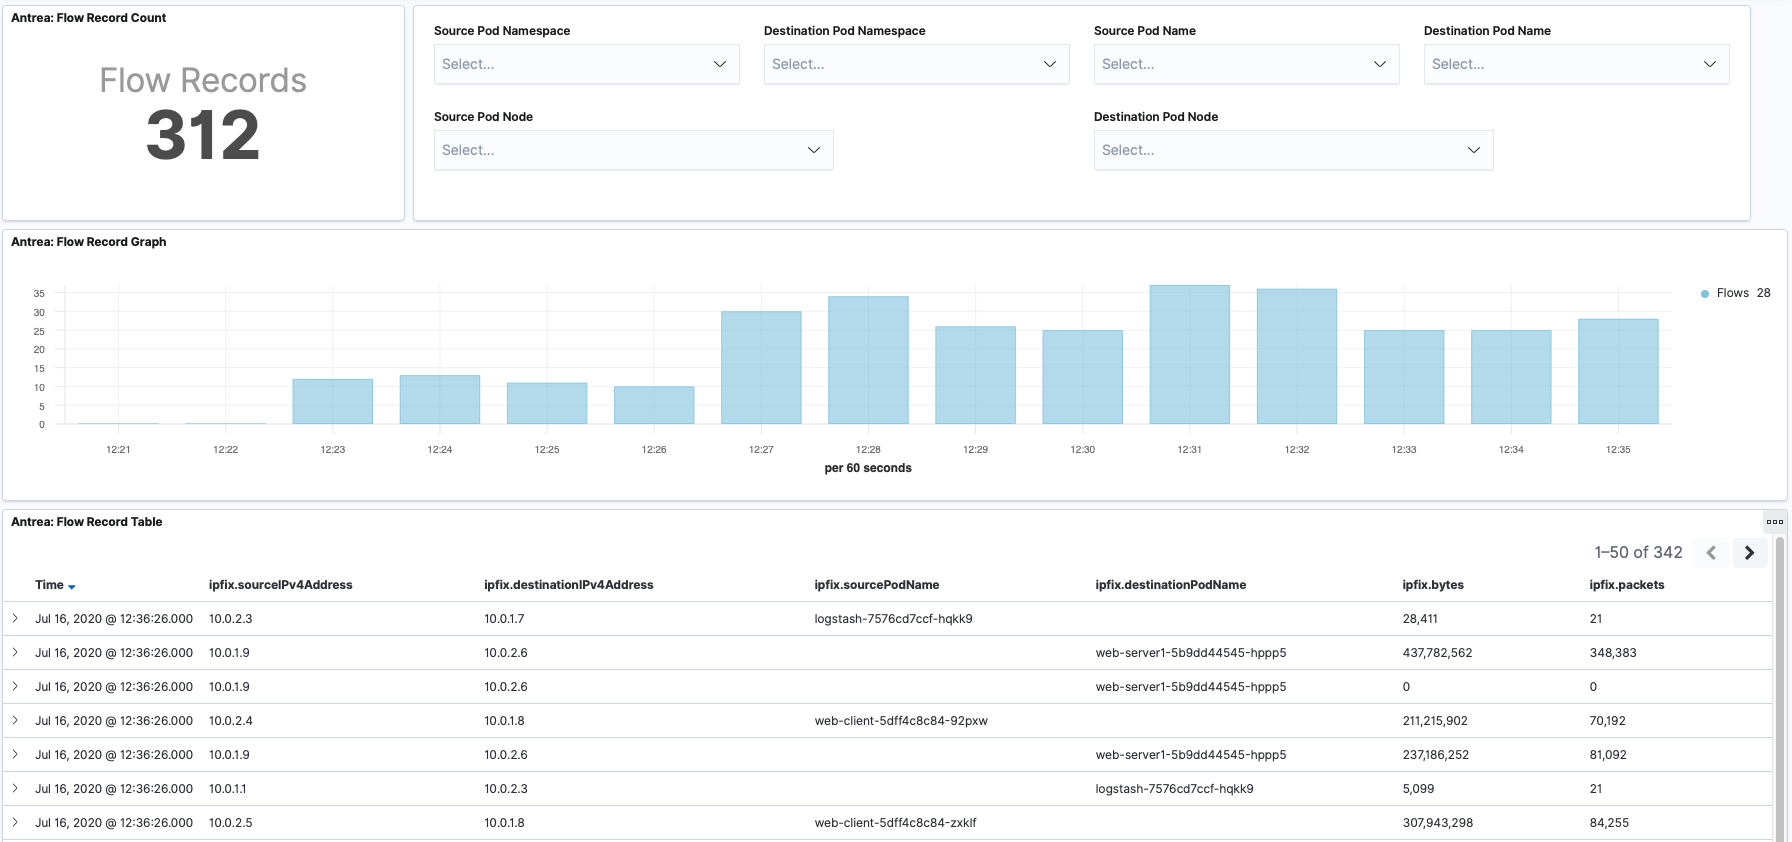 Antrea: Flow Record Count
Flow Records
312
Source Pod Namespace Destination Pod Namespace Source Pod Name Destination Pod Name
Select... Select... Select... Select...
Source Pod Node Destination Pod Node
Select... Select...
Antrea: Flow Record Graph
35
30
25
20
15
10
5
0
12:21 12:22 12:23 12:24 12:25 12:26 12:27 12:28 12:29 12:30 12:31 12:32 12:33 12:34 12:35
per 60 seconds
Flows 28
Antrea: Flow Record Table
1–50 of 342
Time ipfix.sourceIPv4Address ipfix.destinationIPv4Address ipfix.sourcePodName ipfix.destinationPodName ipfix.bytes ipfix.packets
Jul 16, 2020 @ 12:36:26.000 10.0.2.3 10.0.1.7 logstash-7576cd7ccf-hqkk9 28,411 21
Jul 16, 2020 @ 12:36:26.000 10.0.1.9 10.0.2.6 web-server1-5b9dd44545-hppp5 437,782,562 348,383
Jul 16, 2020 @ 12:36:26.000 10.0.1.9 10.0.2.6 web-server1-5b9dd44545-hppp5 0 0
Jul 16, 2020 @ 12:36:26.000 10.0.2.4 10.0.1.8 web-client-5dff4c8c84-92pxw 211,215,902 70,192
Jul 16, 2020 @ 12:36:26.000 10.0.1.9 10.0.2.6 web-server1-5b9dd44545-hppp5 237,186,252 81,092
Jul 16, 2020 @ 12:36:26.000 10.0.1.1 10.0.2.3 logstash-7576cd7ccf-hqkk9 5,099 21
Jul 16, 2020 @ 12:36:26.000 10.0.2.5 10.0.1.8 web-client-5dff4c8c84-zxklf 307,943,298 84,255